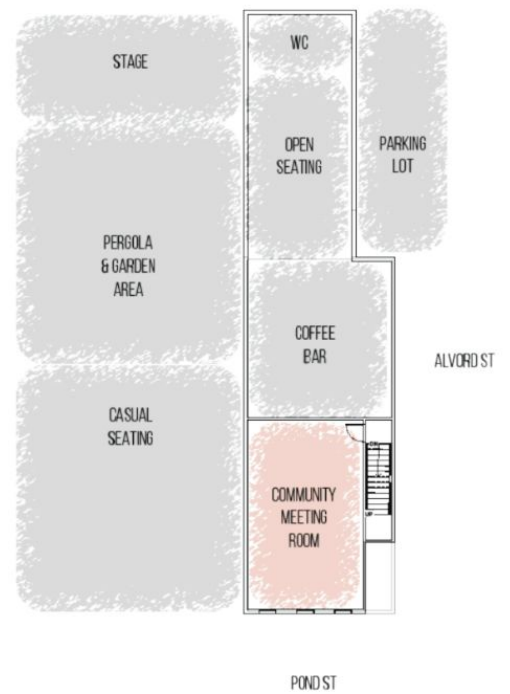 STAGE
WC
OPEN
SEATING
PARKING
LOT
PERGOLA
& GARDEN
AREA
COFFEE
BAR
ALVORD ST
CASUAL
SEATING
COMMUNITY
MEETING
ROOM
POND ST